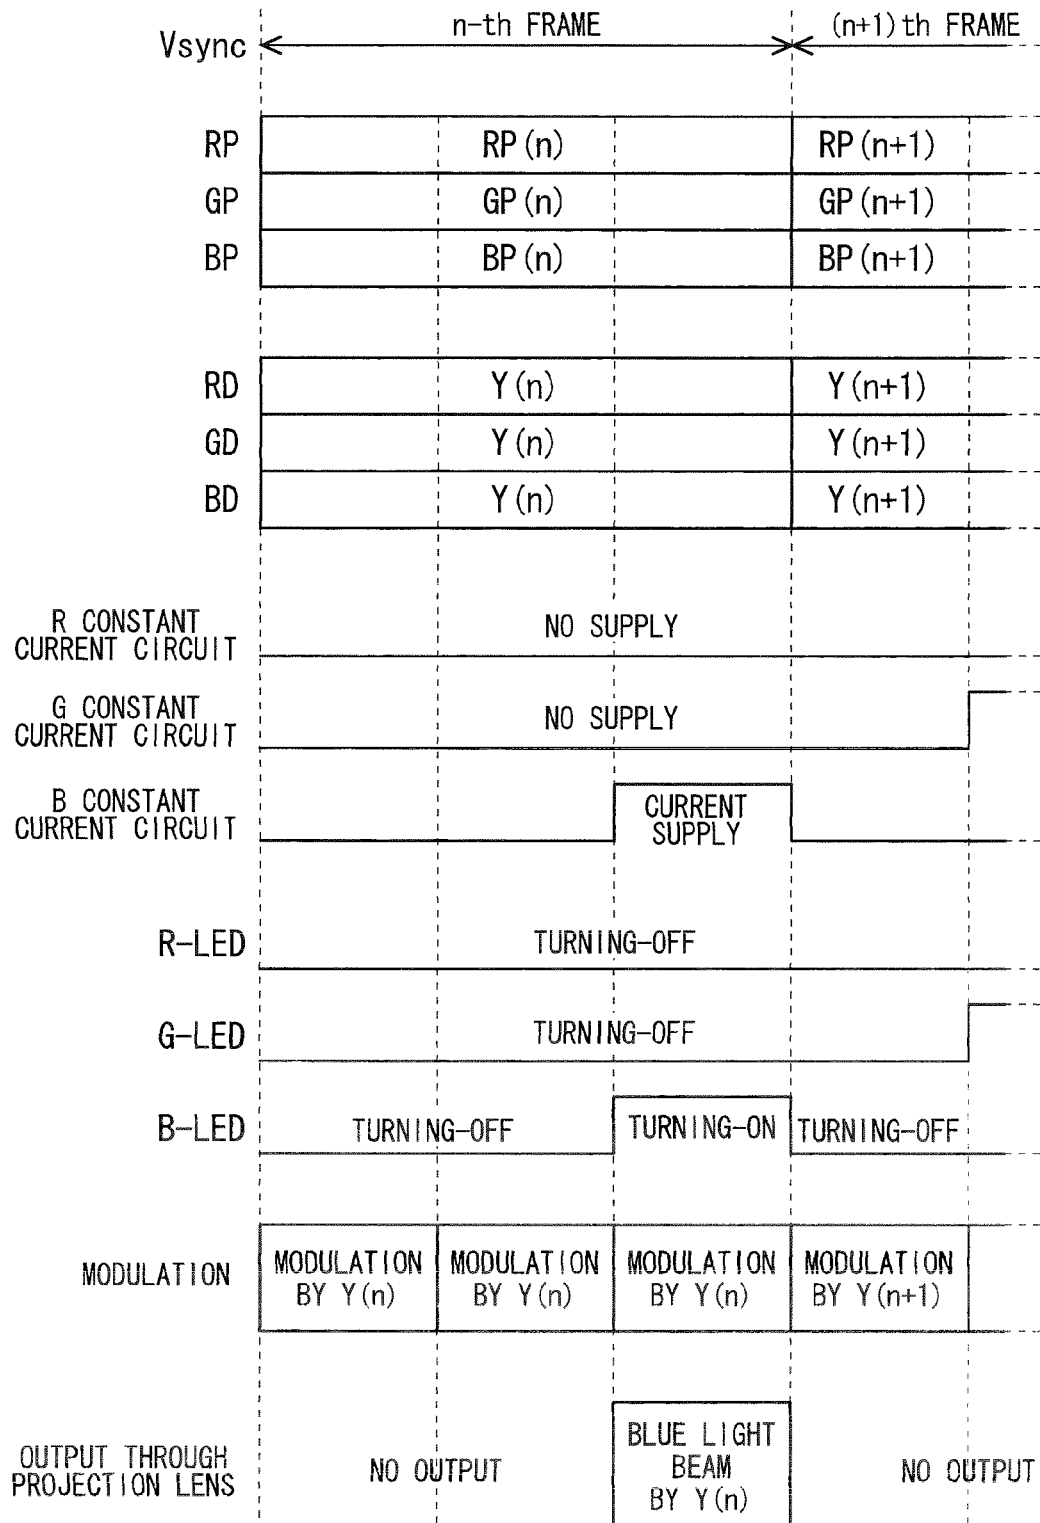 Vsync n-th FRAME (n+1)th FRAME
RP RP(n) RP(n+1)
GP GP(n) GP(n+1)
BP BP(n) BP(n+1)
RD Y(n) Y(n+1)
GD Y(n) Y(n+1)
BD Y(n) Y(n+1)
R CONSTANT
CURRENT CIRCUIT
NO SUPPLY
G CONSTANT
CURRENT CIRCUIT
NO SUPPLY
B CONSTANT
CURRENT CIRCUIT
CURRENT
SUPPLY
R-LED TURNING-OFF
G-LED TURNING-OFF
B-LED TURNING-OFF TURNING-ON TURNING-OFF
MODULATION
MODULATION
BY Y(n)
MODULATION
BY Y(n)
MODULATION
BY Y(n)
MODULATION
BY Y(n+1)
OUTPUT THROUGH
PROJECTION LENS
NO OUTPUT
BLUE LIGHT
BEAM
BY Y(n)
NO OUTPUT